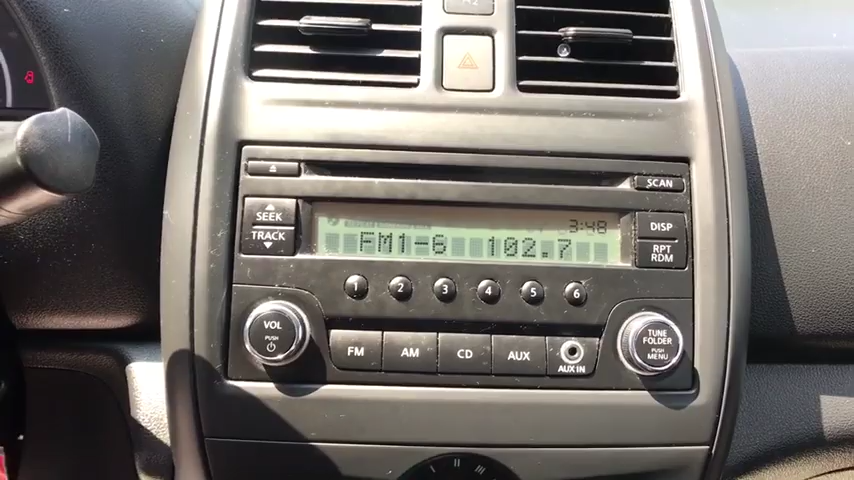 SCAN
SEEK
TRACK
3:48
FM1-6 102.7
DISP
RPT
RDM
1 2 3 4 5 6
VOL
PUSH
FM AM CD AUX
AUX IN
TUNE
FOLDER
PUSH
MENU